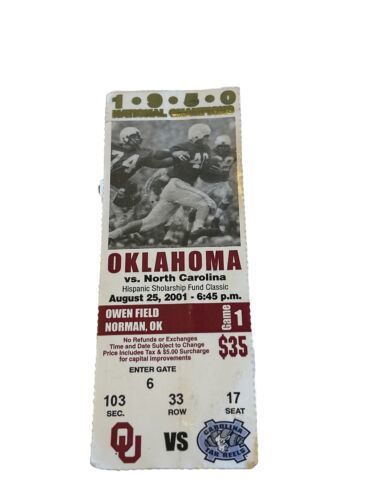 1•9•5•0
NATIONAL CHAMPIONS
74
40
OKLAHOMA
vs. North Carolina
Hispanic Sholarship Fund Classic
August 25, 2001 - 6:45 p.m.
OWEN FIELD
NORMAN, OK
Game 1
No Refunds or Exchanges
Time and Date Subject to Change
Price Includes Tax & $5.00 Surcharge
for capital improvements
$35
ENTER GATE
6
103 33 17
SEC. ROW SEAT
OU VS CAROLINA
TAR HEELS